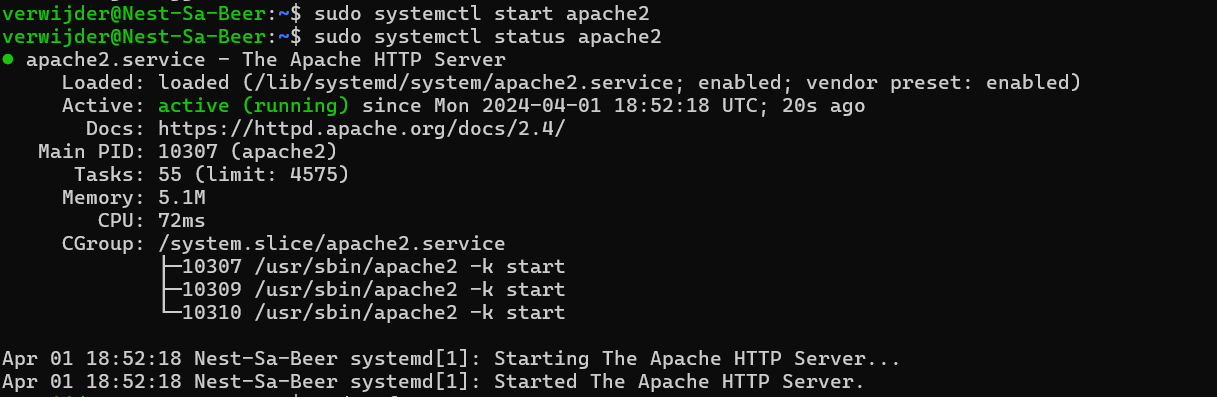 verwijder@Nest-Sa-Beer:~$ sudo systemctl start apache2
verwijder@Nest-Sa-Beer:~$ sudo systemctl status apache2
● apache2.service - The Apache HTTP Server
     Loaded: loaded (/lib/systemd/system/apache2.service; enabled; vendor preset: enabled)
     Active: active (running) since Mon 2024-04-01 18:52:18 UTC; 20s ago
       Docs: https://httpd.apache.org/docs/2.4/
   Main PID: 10307 (apache2)
      Tasks: 55 (limit: 4575)
     Memory: 5.1M
        CPU: 72ms
     CGroup: /system.slice/apache2.service
             ├─10307 /usr/sbin/apache2 -k start
             ├─10309 /usr/sbin/apache2 -k start
             └─10310 /usr/sbin/apache2 -k start
Apr 01 18:52:18 Nest-Sa-Beer systemd[1]: Starting The Apache HTTP Server...
Apr 01 18:52:18 Nest-Sa-Beer systemd[1]: Started The Apache HTTP Server.